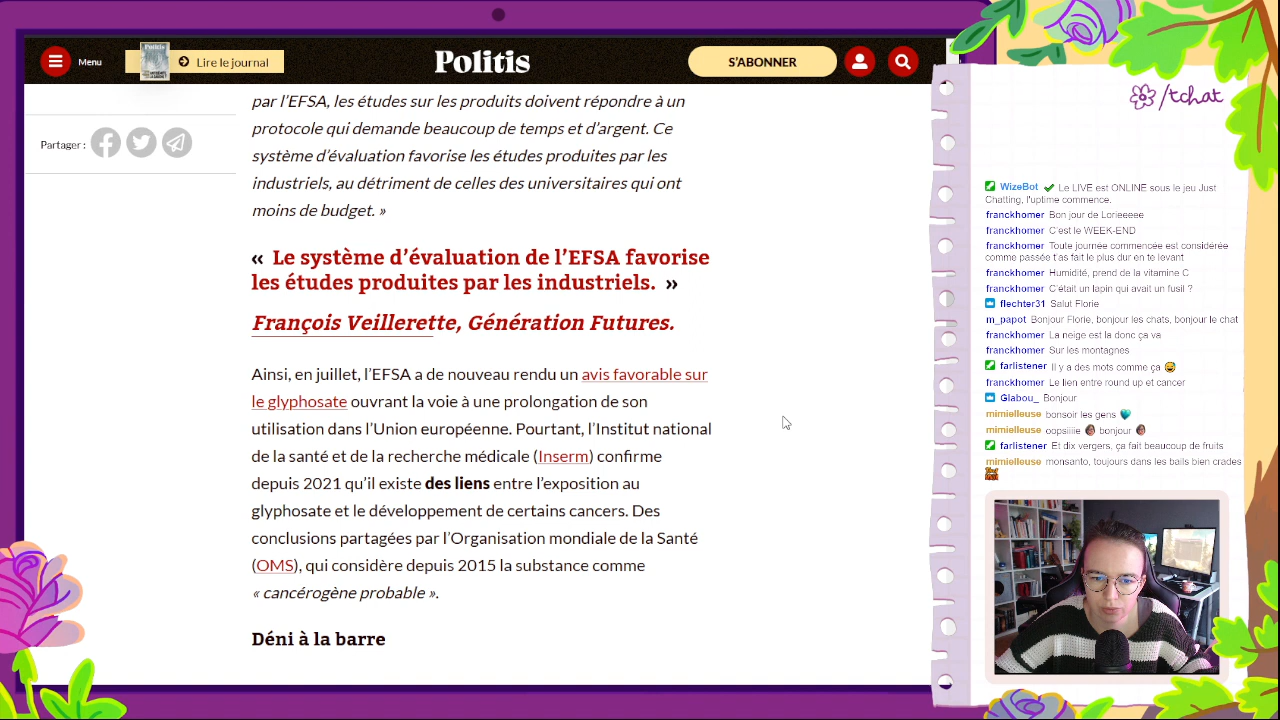 Menu
Politis
Lire le journal
Politis
S'ABONNER
Partager :
par l'EFSA, les études sur les produits doivent répondre à un
protocole qui demande beaucoup de temps et d'argent. Ce
système d'évaluation favorise les études produites par les
industriels, au détriment de celles des universitaires qui ont
moins de budget. »
« Le système d'évaluation de l'EFSA favorise
les études produites par les industriels. »
François Veillerette, Génération Futures.
Ainsi, en juillet, l'EFSA a de nouveau rendu un avis favorable sur
le glyphosate ouvrant la voie à une prolongation de son
utilisation dans l'Union européenne. Pourtant, l'Institut national
de la santé et de la recherche médicale (Inserm) confirme
depuis 2021 qu'il existe des liens entre l'exposition au
glyphosate et le développement de certains cancers. Des
conclusions partagées par l'Organisation mondiale de la Santé
(OMS), qui considère depuis 2015 la substance comme
« cancérogène probable ».
Déni à la barre
/tchat
WizeBot Le LIVE est ONLINE sous le jeu Just
Chatting, l'uptime commence.
franckhomer Bon jour de Lorieeeee
franckhomer C'est le WEEK-END
franckhomer Toute journée commencée est considérée
comme passée t'as fait le plus dur en te levant
franckhomer Humidité, prend de la vitamine C
franckhomer C'était un lapin qui avait un fusil ?
flechter31 Salut Florie
m_papot Bonjour Florie, bonjour les chats, bonjour le chat
franckhomer La neige est là donc ça va
franckhomer Sur les montagnes
farlistener Il y a des mots comme ça
franckhomer Le lien entre round up et cancer
Glabou_ Bonjour
mimielleuse bonsoir les gens
mimielleuse oopsiiiie bonjour
farlistener Et dix vergers, ça fait beaucoup de fruits
mimielleuse monsanto, toujours dans les bails bien crades